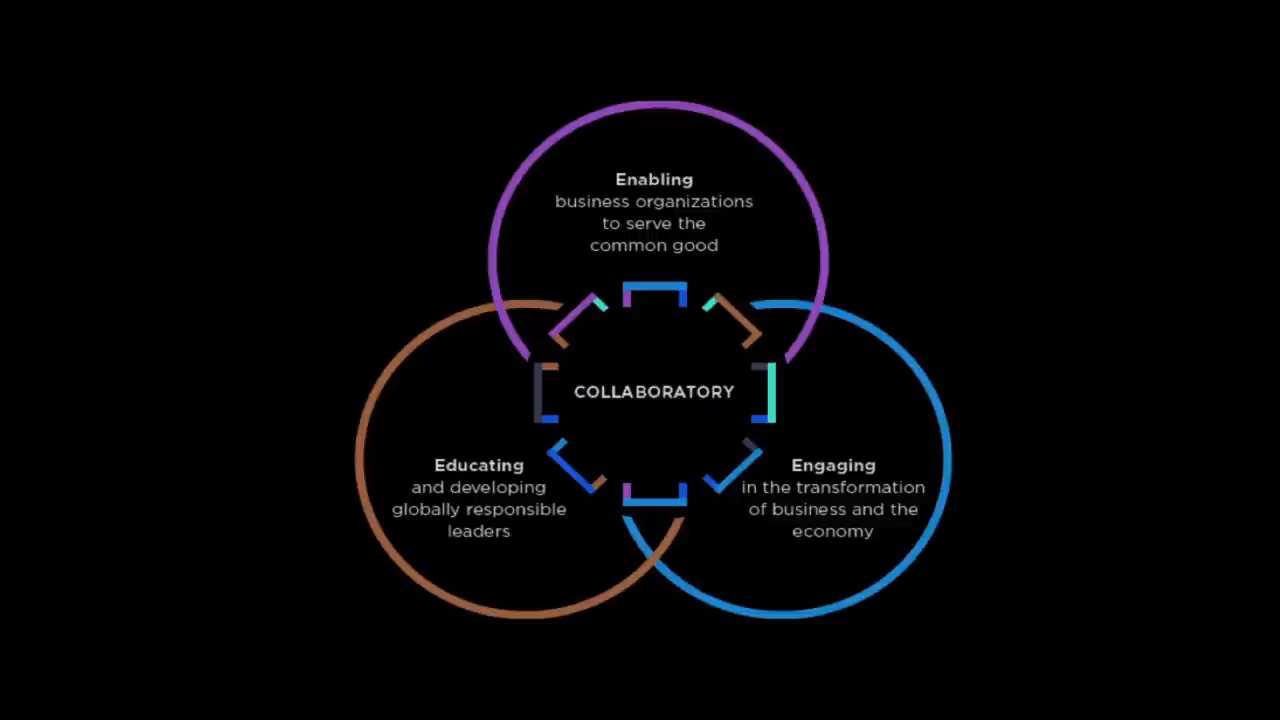 Enabling
business organizations
to serve the
common good
COLLABORATORY
Educating
and developing
globally responsible
leaders
Engaging
in the transformation
of business and the
economy